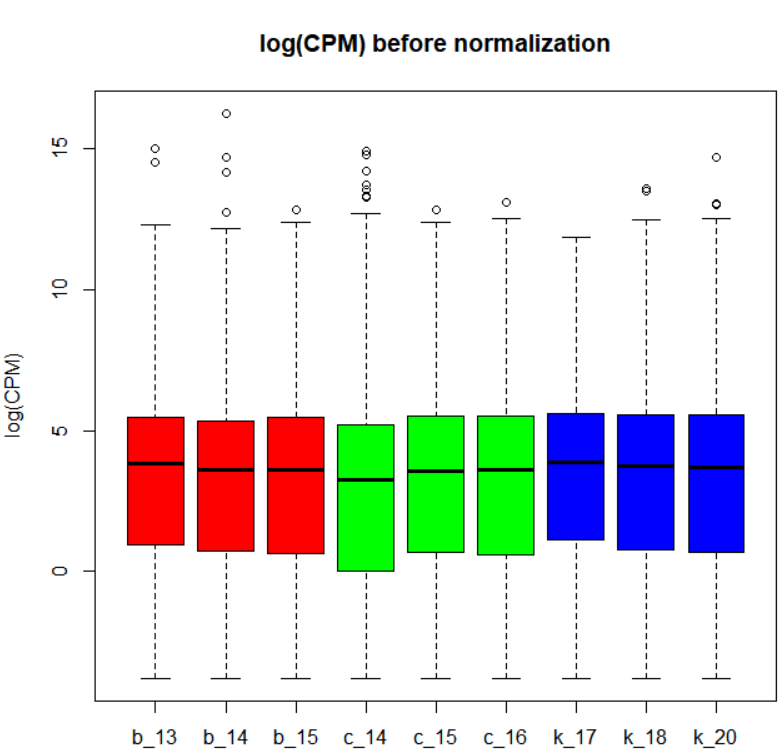 log(CPM) before normalization
log(CPM)
15
10
5
0
b_13 b_14 b_15 c_14 c_15 c_16 k_17 k_18 k_20